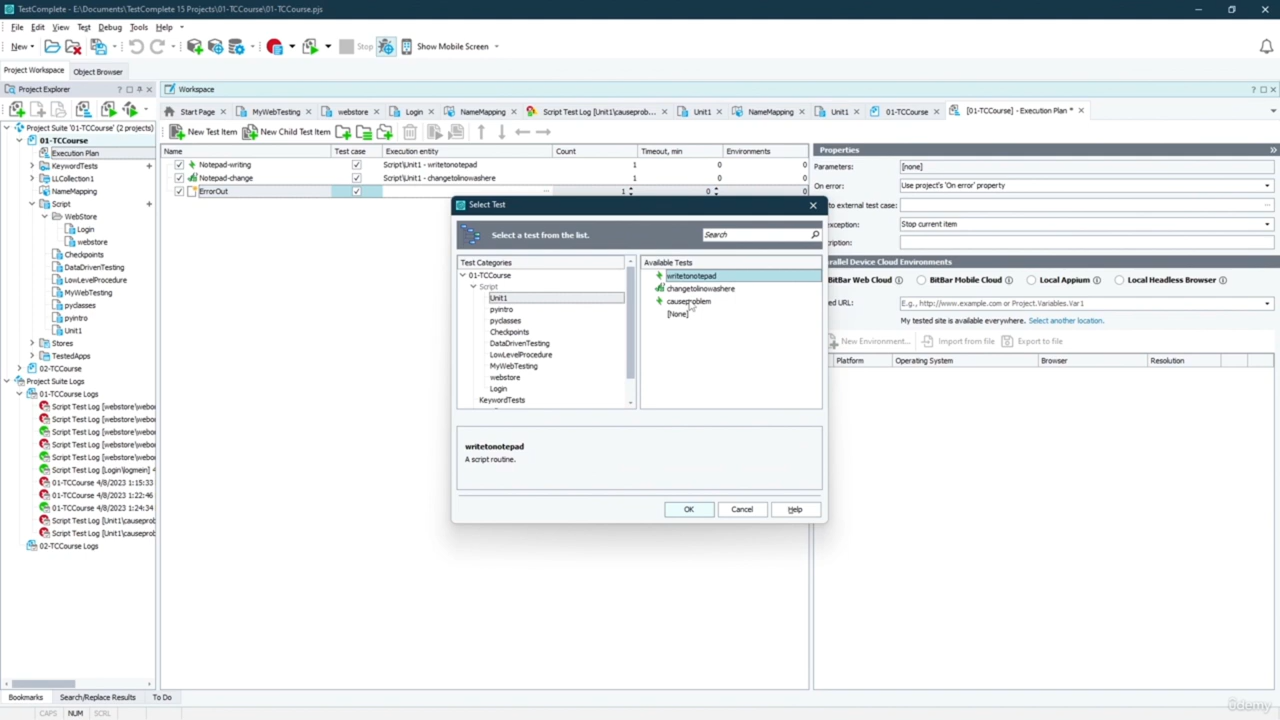 TestComplete - E:\Documents\TestComplete 15 Projects\01-TCCourse\01-TCCourse.pjs
File Edit View Test Debug Tools Help
New Stop Show Mobile Screen
Project Workspace Object Browser
Project Explorer
Workspace
Start Page MyWebTesting webstore Login NameMapping Script Test Log [Unit1\causeprob... Unit1 NameMapping Unit1 01-TCCourse [01-TCCourse] - Execution Plan *
New Test Item New Child Test Item
Project Suite '01-TCCourse' (2 projects)
01-TCCourse
Execution Plan
KeywordTests
LLCollection1
NameMapping
Script
WebStore
Login
webstore
Checkpoints
DataDrivenTesting
LowLevelProcedure
MyWebTesting
pyclasses
pyintro
Unit1
Stores
TestedApps
02-TCCourse
Project Suite Logs
01-TCCourse Logs
Script Test Log [webstore\webo
Script Test Log [webstore\webo
Script Test Log [webstore\webo
Script Test Log [webstore\webo
Script Test Log [webstore\webo
Script Test Log [Login\logmein] 4
01-TCCourse 4/8/2023 1:15:33
01-TCCourse 4/8/2023 1:22:46
01-TCCourse 4/8/2023 1:24:34
Script Test Log [Unit1\causeprob
Script Test Log [Unit1\causeprob
02-TCCourse Logs
Name Test case Execution entity Count Timeout, min Environments
Notepad-writing Script\Unit1 - writetonotepad 1 0 0
Notepad-change Script\Unit1 - changetolinowashere 1 0 0
ErrorOut ... 1 0 0
Select Test
Select a test from the list.
Search
Test Categories
01-TCCourse
Script
Unit1
pyintro
pyclasses
Checkpoints
DataDrivenTesting
LowLevelProcedure
MyWebTesting
webstore
Login
KeywordTests
Available Tests
writetonotepad
changetolinowashere
causeproblem
[None]
writetonotepad
A script routine.
OK Cancel Help
Properties
Parameters: [none]
On error: Use project's 'On error' property
to external test case: ...
exception: Stop current item
cription:
arallel Device Cloud Environments
BitBar Web Cloud BitBar Mobile Cloud Local Appium Local Headless Browser
ed URL: E.g., http://www.example.com or Project.Variables.Var1
My tested site is available everywhere. Select another location.
New Environment... Import from file Export to file
Platform Operating System Browser Resolution
Bookmarks Search/Replace Results To Do
CAPS NUM SCRL
ûdemy